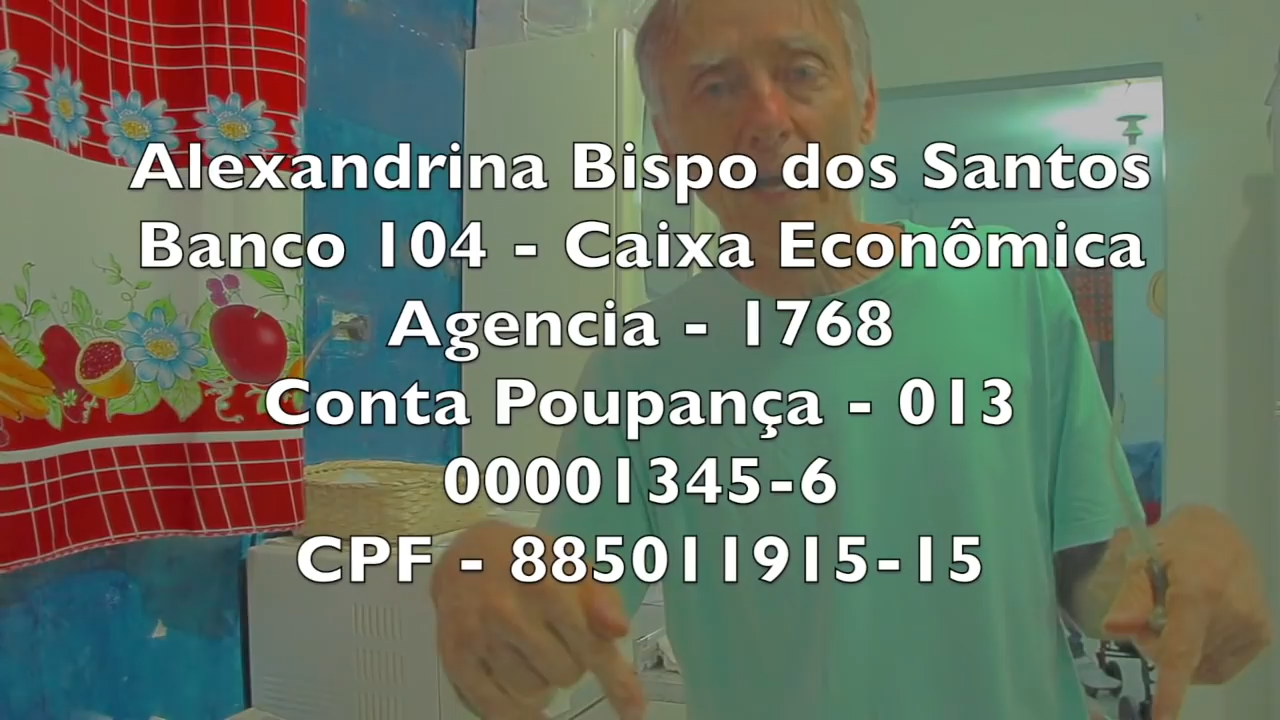 Alexandrina Bispo dos Santos
Banco 104 - Caixa Econômica
Agencia - 1768
Conta Poupança - 013
00001345-6
CPF - 885011915-15